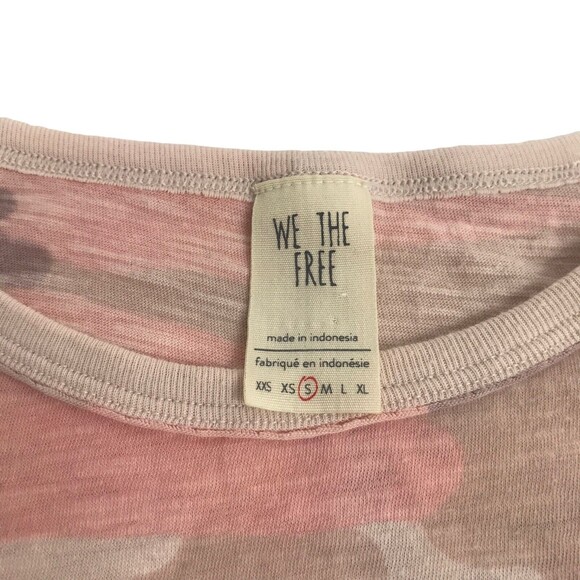 WE THE
FREE
made in indonesia
fabriqué en indonésie
XXS XS S M L XL